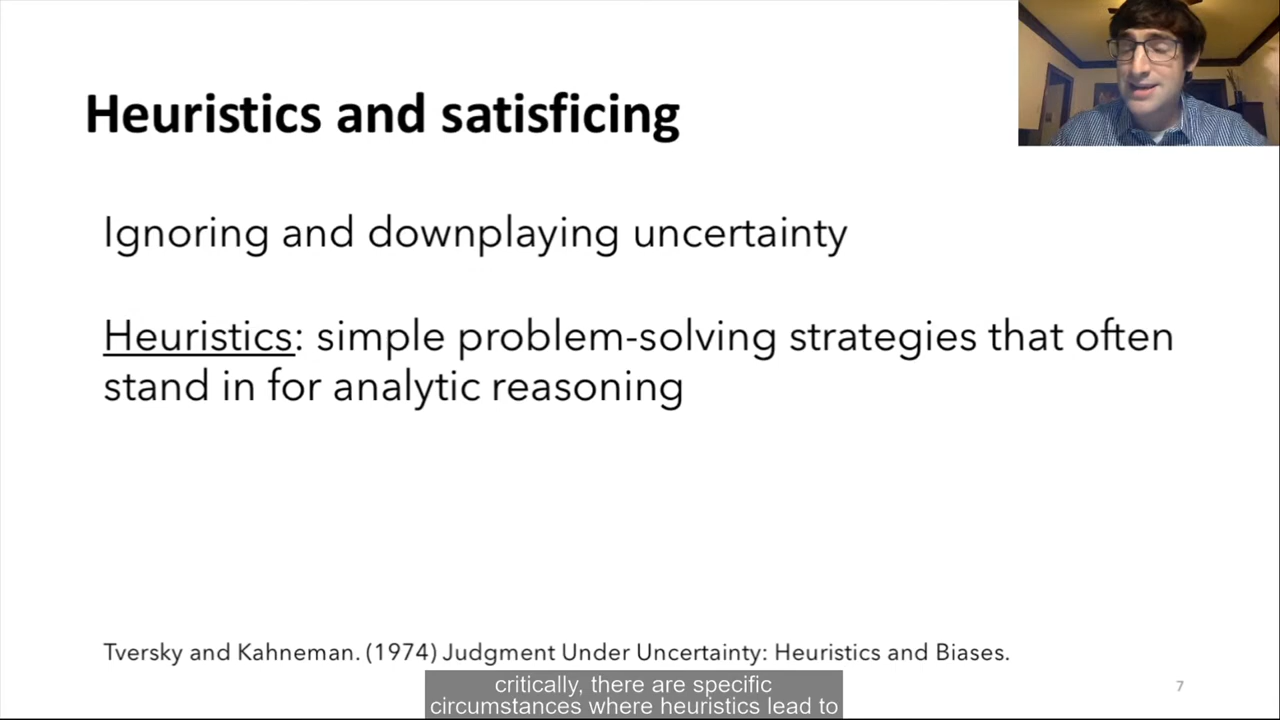 Heuristics and satisficing
Ignoring and downplaying uncertainty
Heuristics: simple problem-solving strategies that often
stand in for analytic reasoning
Tversky and Kahneman. (1974) Judgment Under Uncertainty: Heuristics and Biases.
7
critically, there are specific
circumstances where heuristics lead to